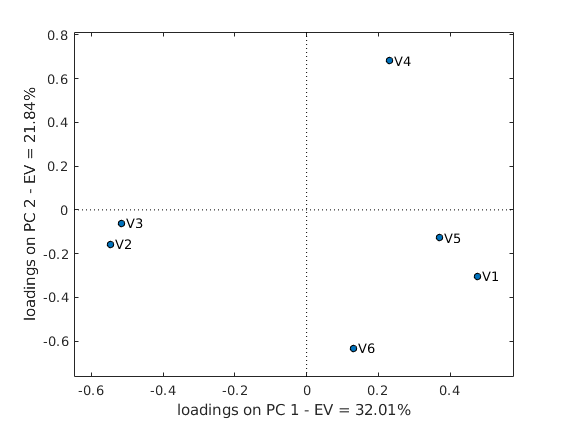 0.8
0.6
0.4
0.2
0
-0.2
-0.4
-0.6
loadings on PC 2 - EV = 21.84%
V4
V3
V2
V5
V1
V6
-0.6 -0.4 -0.2 0 0.2 0.4
loadings on PC 1 - EV = 32.01%